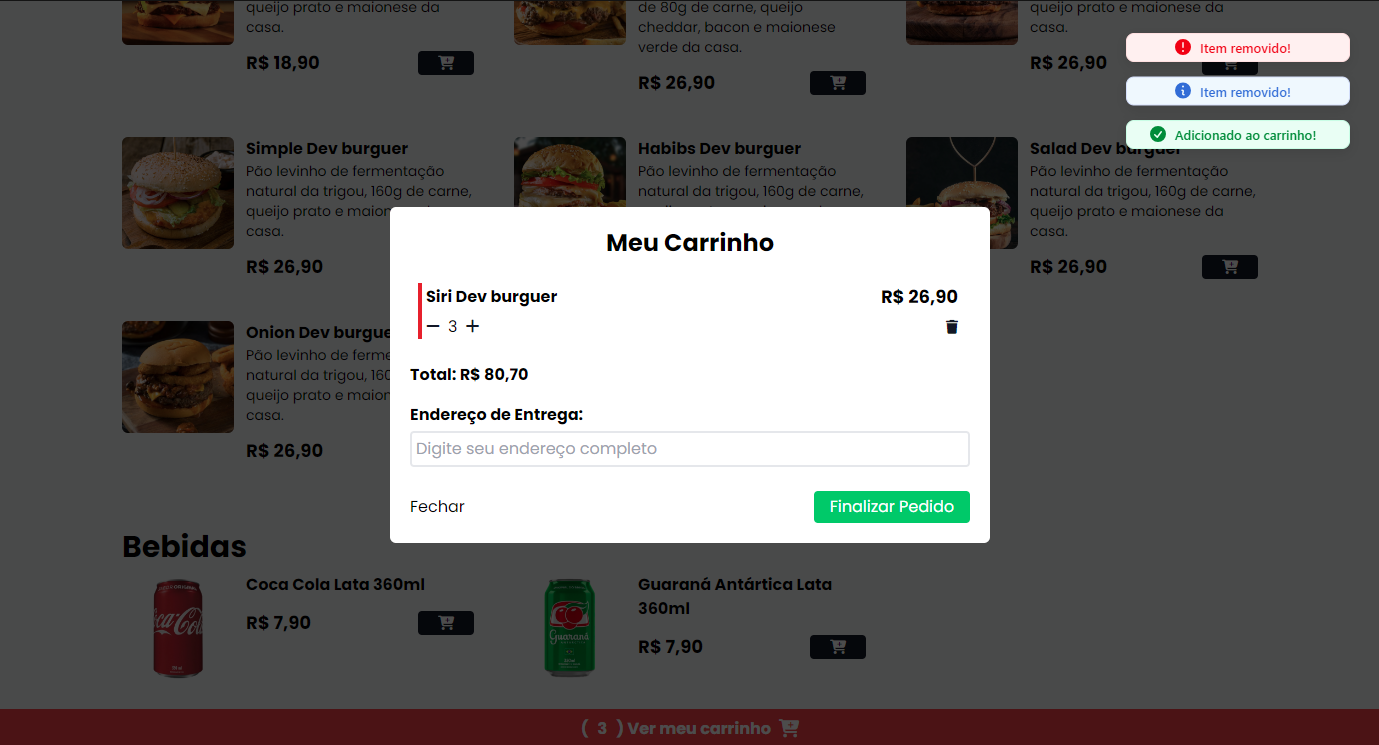 queijo prato e maionese da
casa.
R$ 18,90
de 80g de carne, queijo
cheddar, bacon e maionese
verde da casa.
R$ 26,90
queijo prato e maionese da
casa.
R$ 26,90
Item removido!
Item removido!
Adicionado ao carrinho!
Simple Dev burguer
Pão levinho de fermentação
natural da trigou, 160g de carne,
queijo prato e maion
casa.
R$ 26,90
Habibs Dev burguer
Pão levinho de fermentação
natural da trigou, 160g de carne,
Salad Dev burguer
Pão levinho de fermentação
natural da trigou, 160g de carne,
queijo prato e maionese da
casa.
R$ 26,90
Meu Carrinho
Siri Dev burguer
R$ 26,90
3
Total: R$ 80,70
Endereço de Entrega:
Digite seu endereço completo
Fechar
Finalizar Pedido
Onion Dev burgue
Pão levinho de ferme
natural da trigou, 160
queijo prato e maion
casa.
R$ 26,90
Bebidas
Coca Cola Lata 360ml
R$ 7,90
Guaraná Antártica Lata
360ml
R$ 7,90
Guaraná
( 3 ) Ver meu carrinho